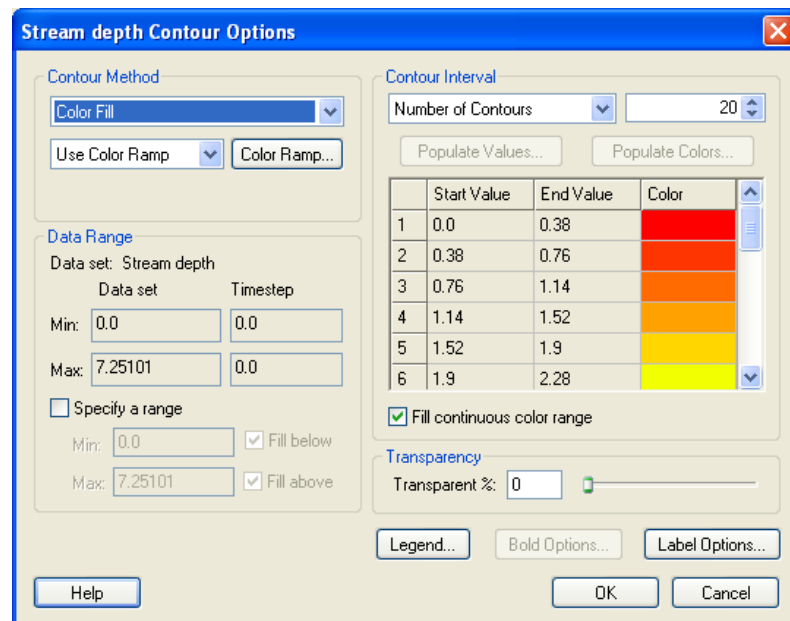 Stream depth Contour Options
Contour Method
Color Fill
Use Color Ramp Color Ramp...
Data Range
Data set: Stream depth
Data set Timestep
Min: 0.0 0.0
Max: 7.25101 0.0
Specify a range
Min: 0.0 Fill below
Max: 7.25101 Fill above
Contour Interval
Number of Contours 20
Populate Values... Populate Colors...
Start Value End Value Color
1 0.0 0.38
2 0.38 0.76
3 0.76 1.14
4 1.14 1.52
5 1.52 1.9
6 1.9 2.28
Fill continuous color range
Transparency
Transparent %: 0
Legend... Bold Options... Label Options...
Help OK Cancel